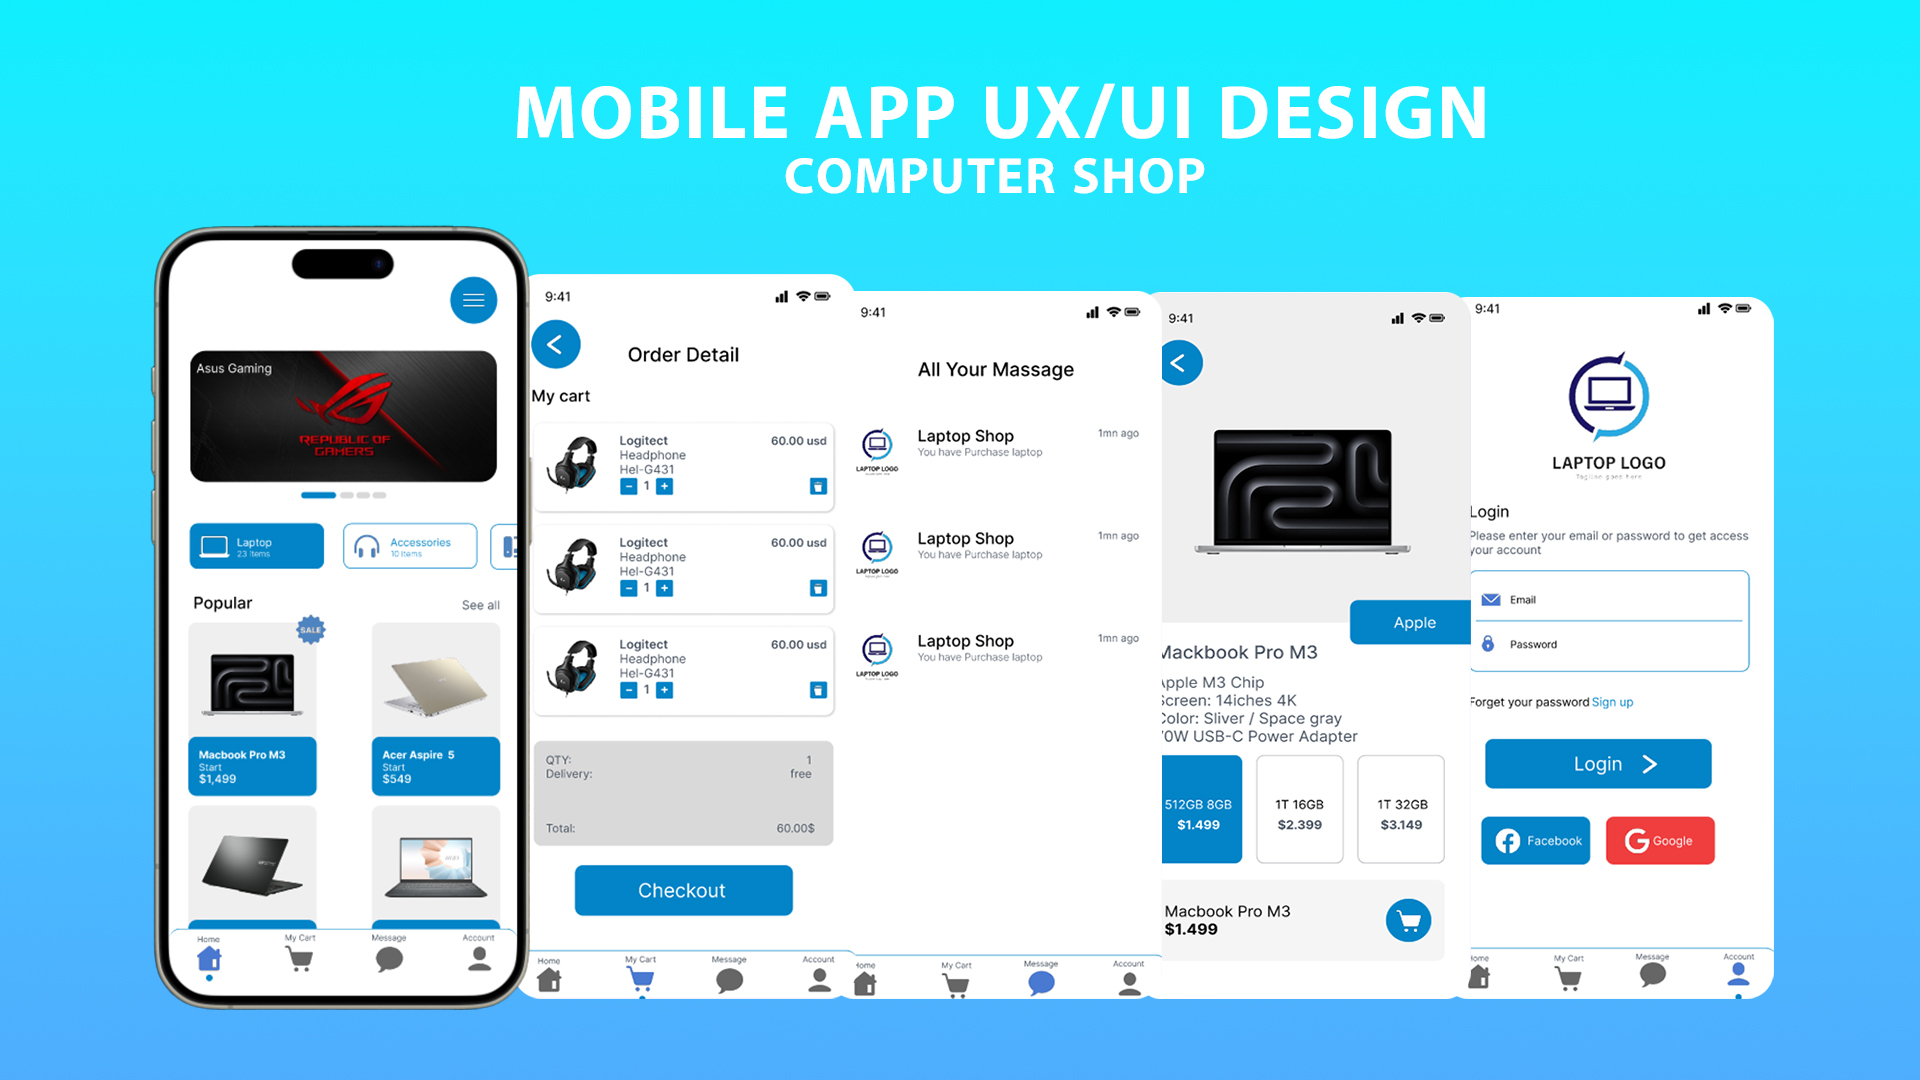 MOBILE APP UX/UI DESIGN
COMPUTER SHOP
Asus Gaming
REPUBLIC OF
GAMERS
Laptop
23 Items
Accessories
10 Items
Popular
See all
SALE
Macbook Pro M3
Start
$1,499
Acer Aspire 5
Start
$549
Home
My Cart
Message
Account
9:41
Order Detail
My cart
Logitect
Headphone
Hel-G431
60.00 usd
- 1 +
Logitect
Headphone
Hel-G431
60.00 usd
- 1 +
Logitect
Headphone
Hel-G431
60.00 usd
- 1 +
QTY: 1
Delivery: free
Total: 60.00$
Checkout
Home
My Cart
Message
Account
9:41
All Your Massage
LAPTOP LOGO
Laptop Shop
1mn ago
You have Purchase laptop
LAPTOP LOGO
Laptop Shop
1mn ago
You have Purchase laptop
LAPTOP LOGO
Laptop Shop
1mn ago
You have Purchase laptop
Home
My Cart
Message
Account
9:41
Apple
Mackbook Pro M3
Apple M3 Chip
Screen: 14iches 4K
Color: Sliver / Space gray
70W USB-C Power Adapter
512GB 8GB
$1.499
1T 16GB
$2.399
1T 32GB
$3.149
Macbook Pro M3
$1.499
9:41
LAPTOP LOGO
Tagline goes here
Login
Please enter your email or password to get access
your account
Email
Password
Forget your password Sign up
Login
Facebook
Google
Home
My Cart
Message
Account